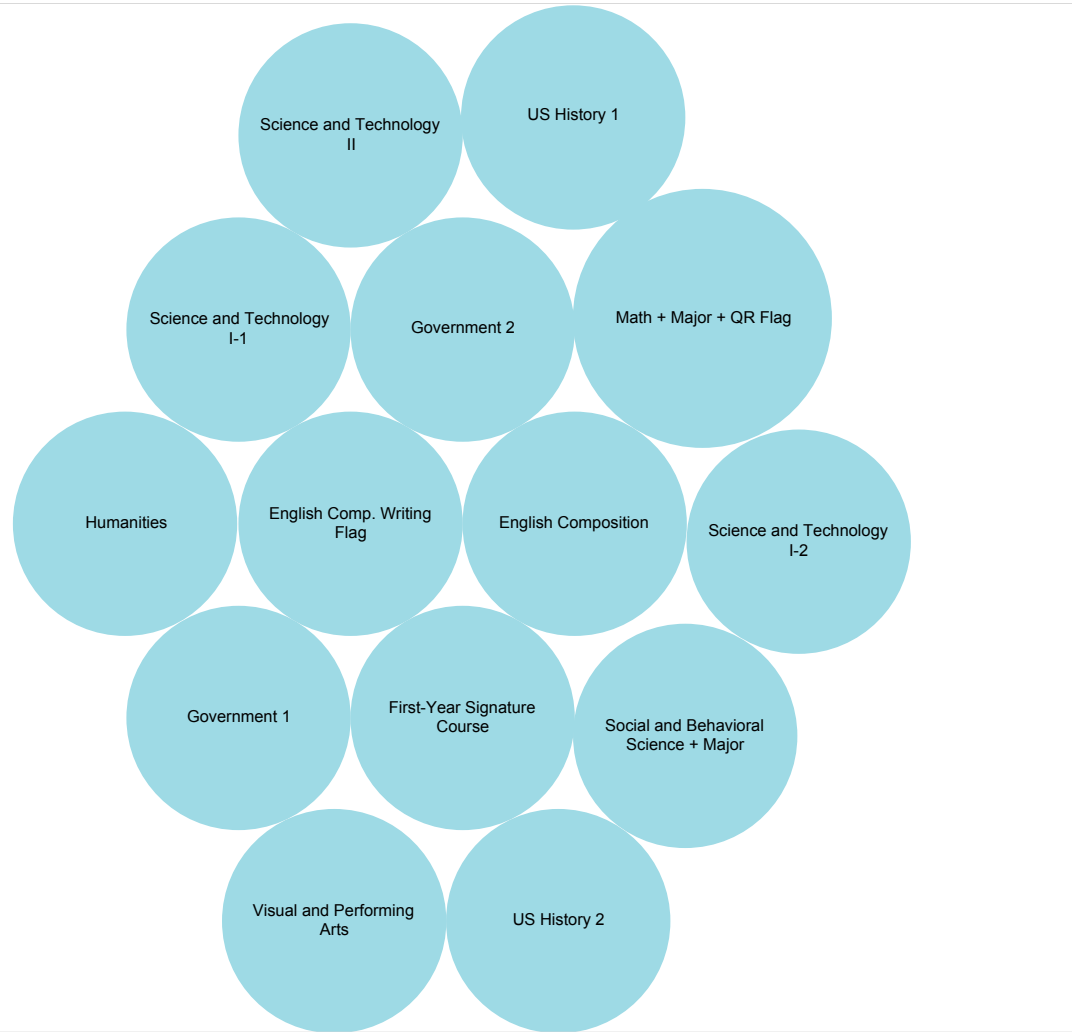 US History 1
Science and Technology
II
Science and Technology
I-1
Government 2
Math + Major + QR Flag
Humanities
English Comp. Writing
Flag
English Composition
Science and Technology
I-2
Government 1
First-Year Signature
Course
Social and Behavioral
Science + Major
Visual and Performing
Arts
US History 2